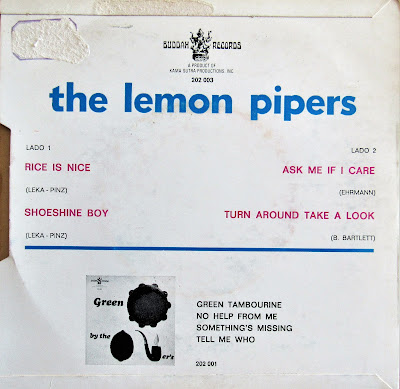 BUDDAH RECORDS
A PRODUCT OF
KAMA SUTRA PRODUCTIONS, INC.
202 003
the lemon pipers
LADO 1
RICE IS NICE
(LEKA - PINZ)
SHOESHINE BOY
(LEKA - PINZ)
LADO 2
ASK ME IF I CARE
(EHRMANN)
TURN AROUND TAKE A LOOK
(B. BARTLETT)
Green
by the
er's
GREEN TAMBOURINE
NO HELP FROM ME
SOMETHING'S MISSING
TELL ME WHO
202 001